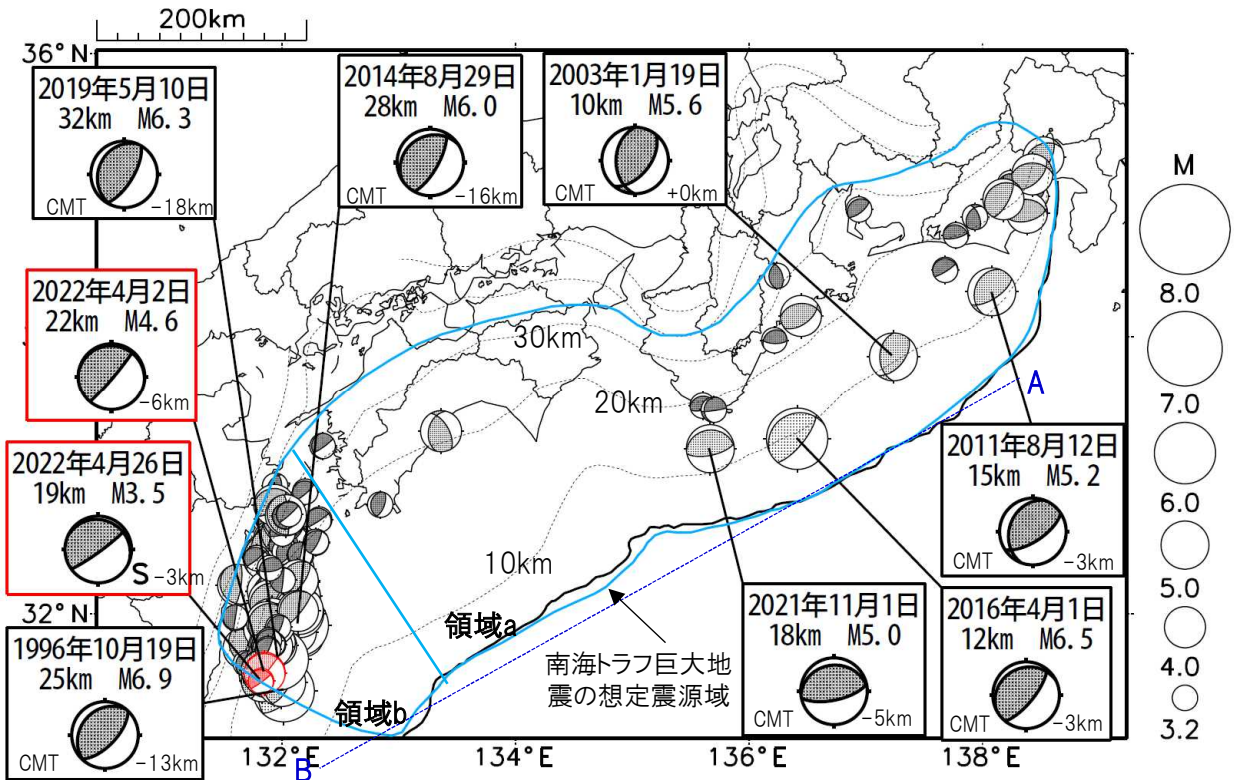 200km
36°N
2019年5月10日
32km M6.3
CMT
-18km
2014年8月29日
28km M6.0
CMT
-16km
2003年1月19日
10km M5.6
CMT
+0km
M
8.0
7.0
6.0
5.0
4.0
3.2
2022年4月2日
22km M4.6
-6km
30km
20km
10km
A
2022年4月26日
19km M3.5
S
-3km
2011年8月12日
15km M5.2
CMT
-3km
32°N
1996年10月19日
25km M6.9
CMT
-13km
領域a
領域b
南海トラフ巨大地
震の想定震源域
2021年11月1日
18km M5.0
CMT
-5km
2016年4月1日
12km M6.5
CMT
-3km
132°E
B
134°E
136°E
138°E